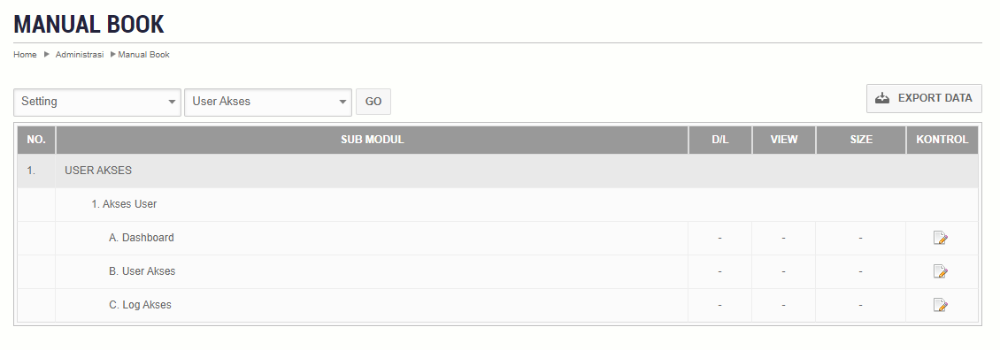 MANUAL BOOK
Home Administrasi Manual Book
Setting User Akses GO EXPORT DATA
NO. SUB MODUL D/L VIEW SIZE KONTROL
1. USER AKSES
1. Akses User
A. Dashboard - - -
B. User Akses - - -
C. Log Akses - - -